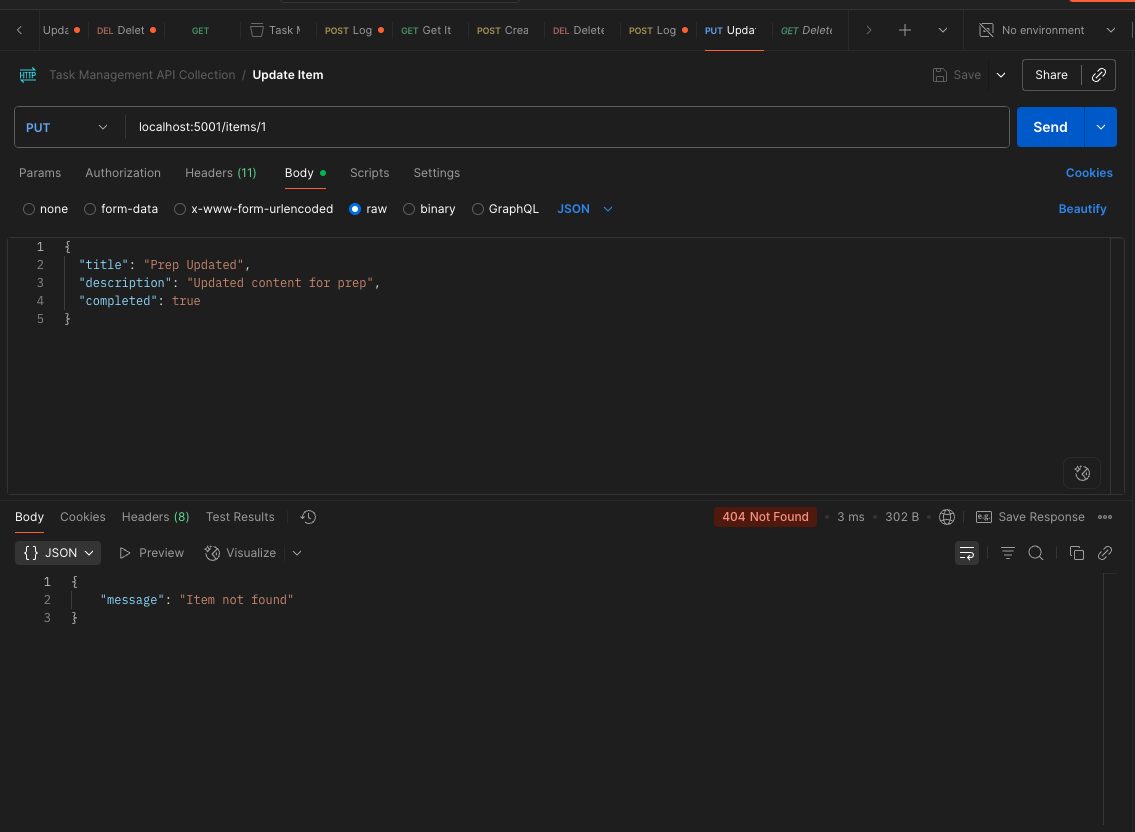 Upda DEL Delet GET Task M POST Log GET Get It POST Crea DEL Delete POST Log PUT Upda GET Delete No environment
HTTP Task Management API Collection / Update Item Save Share
PUT localhost:5001/items/1 Send
Params Authorization Headers (11) Body Scripts Settings Cookies
none form-data x-www-form-urlencoded raw binary GraphQL JSON Beautify
1 {
2 "title": "Prep Updated",
3 "description": "Updated content for prep",
4 "completed": true
5 }
Body Cookies Headers (8) Test Results 404 Not Found 3 ms 302 B e.g. Save Response
{} JSON Preview Visualize
1 {
2 "message": "Item not found"
3 }